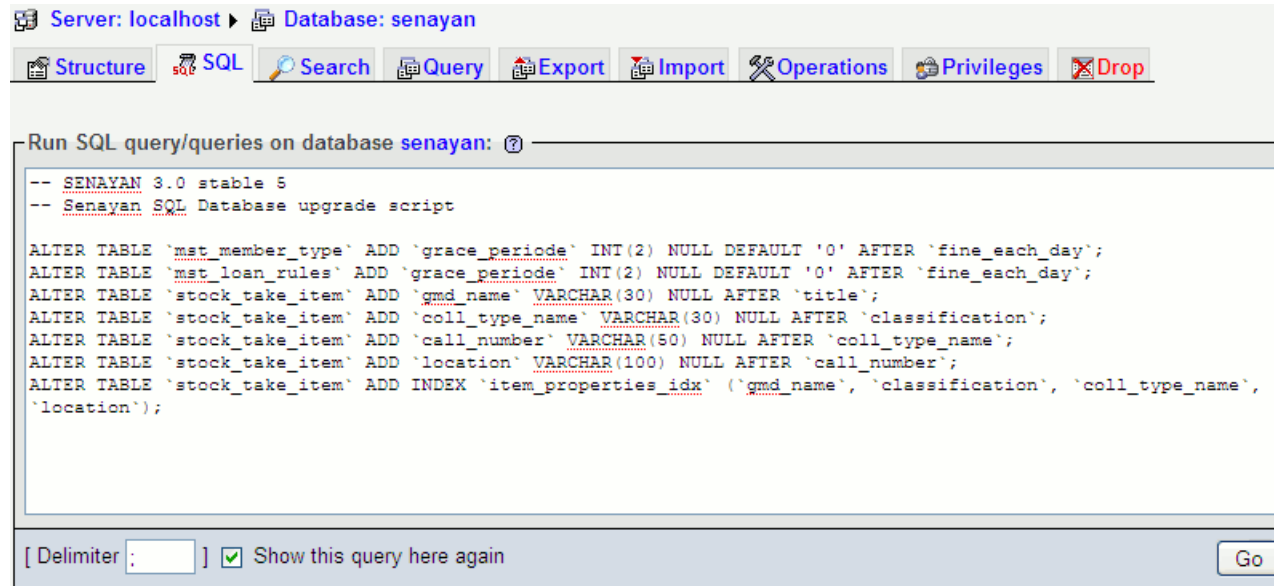 Server: localhost ▸ Database: senayan
Structure SQL Search Query Export Import Operations Privileges Drop
Run SQL query/queries on database senayan:
-- SENAYAN 3.0 stable 5
-- Senayan SQL Database upgrade script
ALTER TABLE `mst_member_type` ADD `grace_periode` INT(2) NULL DEFAULT '0' AFTER `fine_each_day`;
ALTER TABLE `mst_loan_rules` ADD `grace_periode` INT(2) NULL DEFAULT '0' AFTER `fine_each_day`;
ALTER TABLE `stock_take_item` ADD `gmd_name` VARCHAR(30) NULL AFTER `title`;
ALTER TABLE `stock_take_item` ADD `coll_type_name` VARCHAR(30) NULL AFTER `classification`;
ALTER TABLE `stock_take_item` ADD `call_number` VARCHAR(50) NULL AFTER `coll_type_name`;
ALTER TABLE `stock_take_item` ADD `location` VARCHAR(100) NULL AFTER `call_number`;
ALTER TABLE `stock_take_item` ADD INDEX `item_properties_idx` (`gmd_name`, `classification`, `coll_type_name`,
`location`);
[ Delimiter ; ] Show this query here again Go